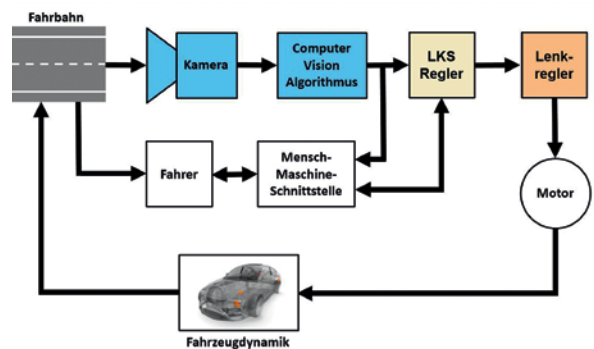 Fahrbahn
Kamera
Computer
Vision
Algorithmus
LKS
Regler
Lenk-
regler
Fahrer
Mensch-
Maschine-
Schnittstelle
Motor
Fahrzeugdynamik